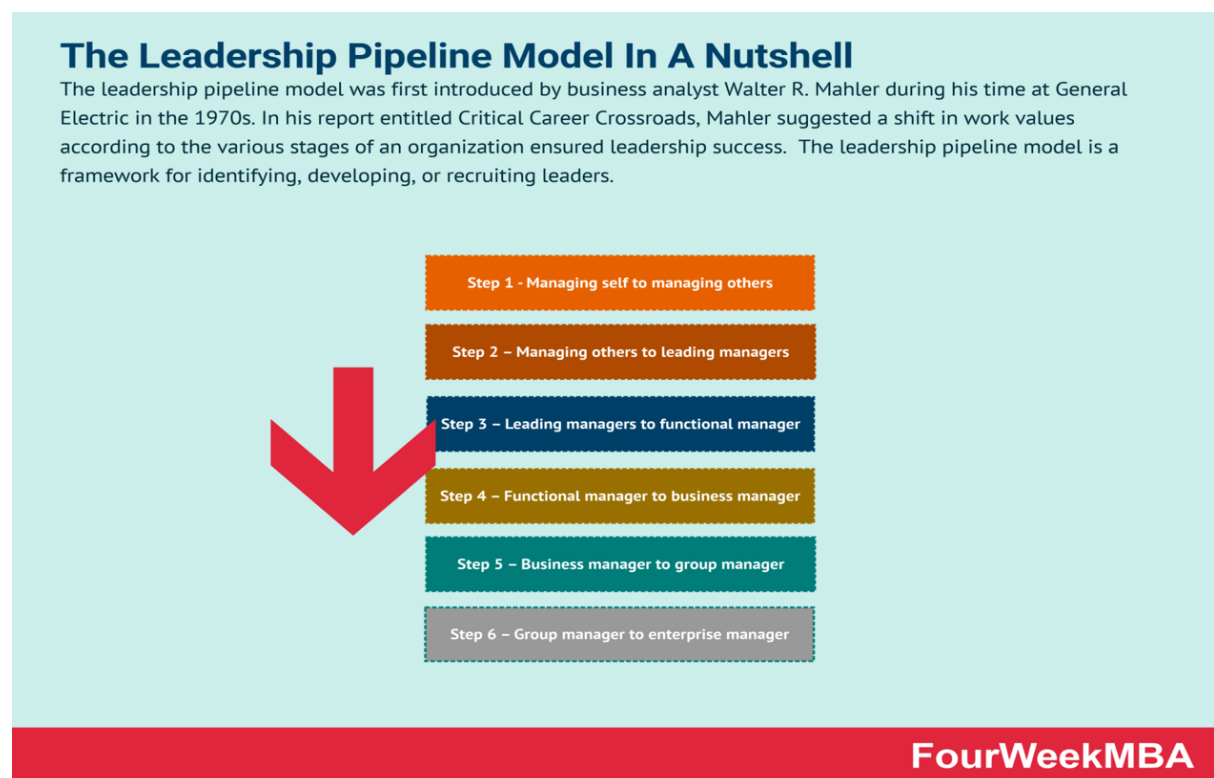 The Leadership Pipeline Model In A Nutshell
The leadership pipeline model was first introduced by business analyst Walter R. Mahler during his time at General
Electric in the 1970s. In his report entitled Critical Career Crossroads, Mahler suggested a shift in work values
according to the various stages of an organization ensured leadership success.  The leadership pipeline model is a
framework for identifying, developing, or recruiting leaders.
Step 1 - Managing self to managing others
Step 2 – Managing others to leading managers
Step 3 – Leading managers to functional manager
Step 4 – Functional manager to business manager
Step 5 – Business manager to group manager
Step 6 – Group manager to enterprise manager
FourWeekMBA